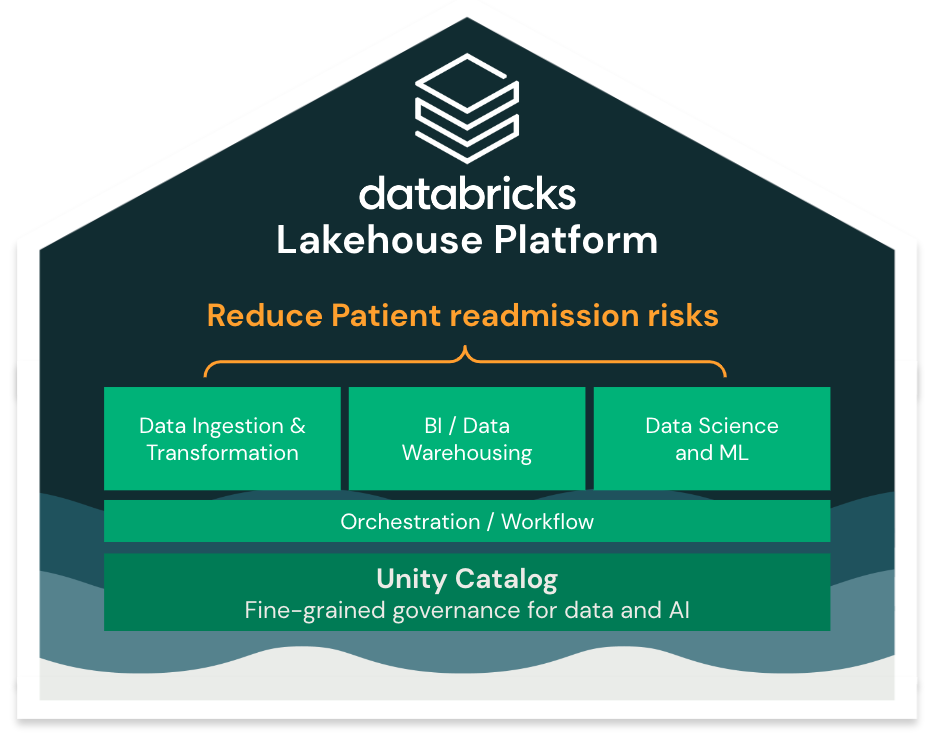 databricks
Lakehouse Platform
Reduce Patient readmission risks
Data Ingestion &
Transformation
BI / Data
Warehousing
Data Science
and ML
Orchestration / Workflow
Unity Catalog
Fine-grained governance for data and AI